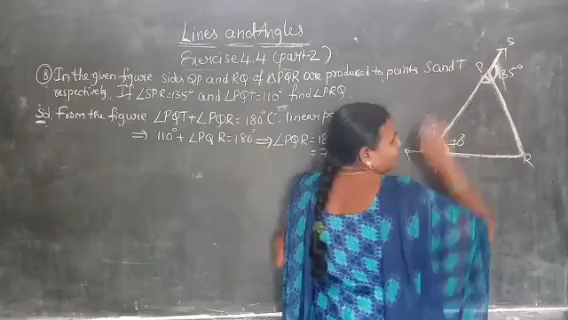 Lines and Angles
Exercise 4.4 (part-2)
③ In the given figure sides QP and RQ of ΔPQR are produced to points S and T
respectively. If ∠SPR=135° and ∠PQT=110° find ∠PRQ.
Sol From the figure ∠PQT+∠PQR=180° (∵ linear
⇒ 110°+∠PQR=180° ⇒ ∠PQR=
S
P
135°
R